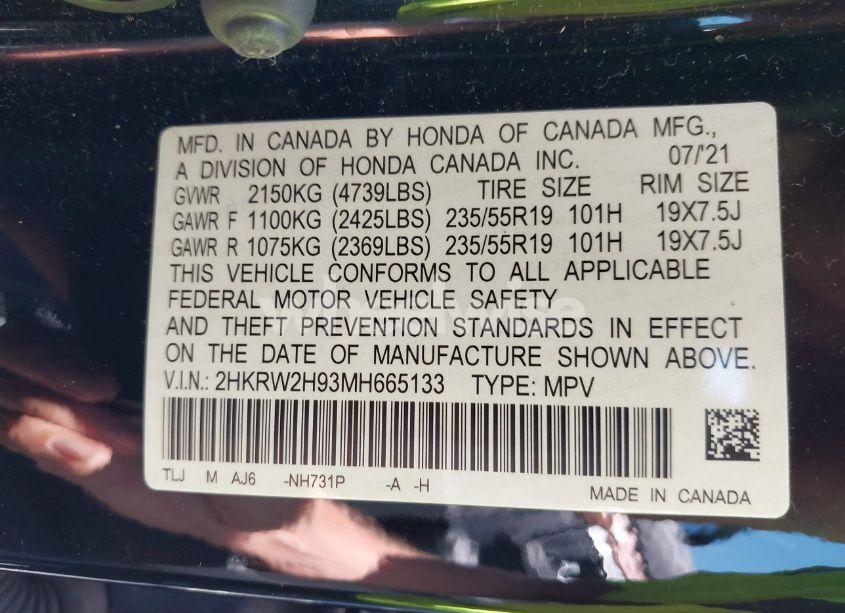 MFD. IN CANADA BY HONDA OF CANADA MFG.,
A DIVISION OF HONDA CANADA INC. 07/'21
GVWR 2150KG (4739LBS) TIRE SIZE RIM SIZE
GAWR F 1100KG (2425LBS) 235/55R19 101H 19X7.5J
GAWR R 1075KG (2369LBS) 235/55R19 101H 19X7.5J
THIS VEHICLE CONFORMS TO ALL APPLICABLE
FEDERAL MOTOR VEHICLE SAFETY
AND THEFT PREVENTION STANDARDS IN EFFECT
ON THE DATE OF MANUFACTURE SHOWN ABOVE.
V.I.N.: 2HKRW2H93MH665133 TYPE: MPV
TLJ M AJ6 -NH731P -A -H
MADE IN CANADA